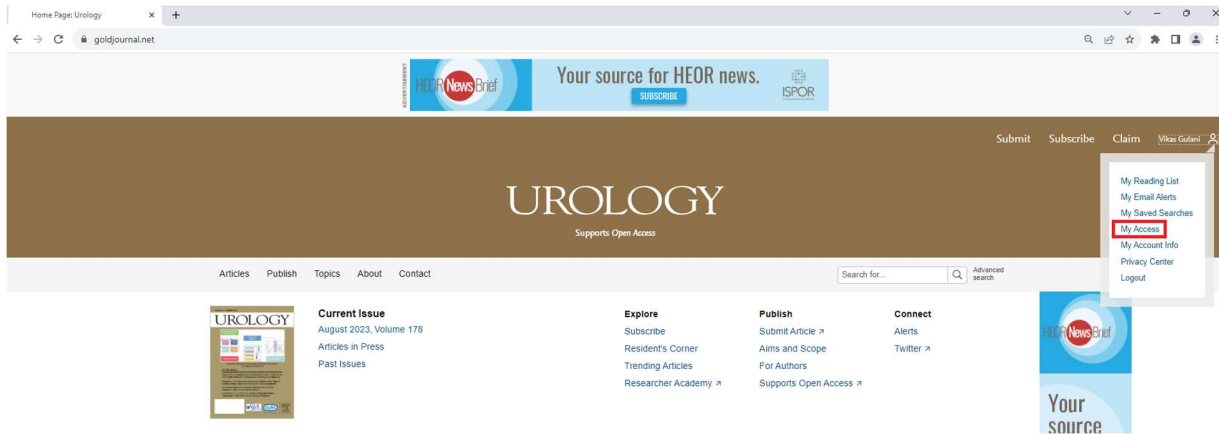 Home Page: Urology
goldjournal.net
ADVERTISEMENT
HEOR News Brief
Your source for HEOR news.
SUBSCRIBE
ISPOR
Submit Subscribe Claim Vikas Gulani
My Reading List
My Email Alerts
My Saved Searches
My Access
My Account Info
Privacy Center
Logout
UROLOGY
Supports Open Access
Articles Publish Topics About Contact
Search for...
Advanced
search
UROLOGY
Current Issue
August 2023, Volume 178
Articles in Press
Past Issues
Explore
Subscribe
Resident's Corner
Trending Articles
Researcher Academy
Publish
Submit Article
Aims and Scope
For Authors
Supports Open Access
Connect
Alerts
Twitter
HEOR News Brief
Your
source